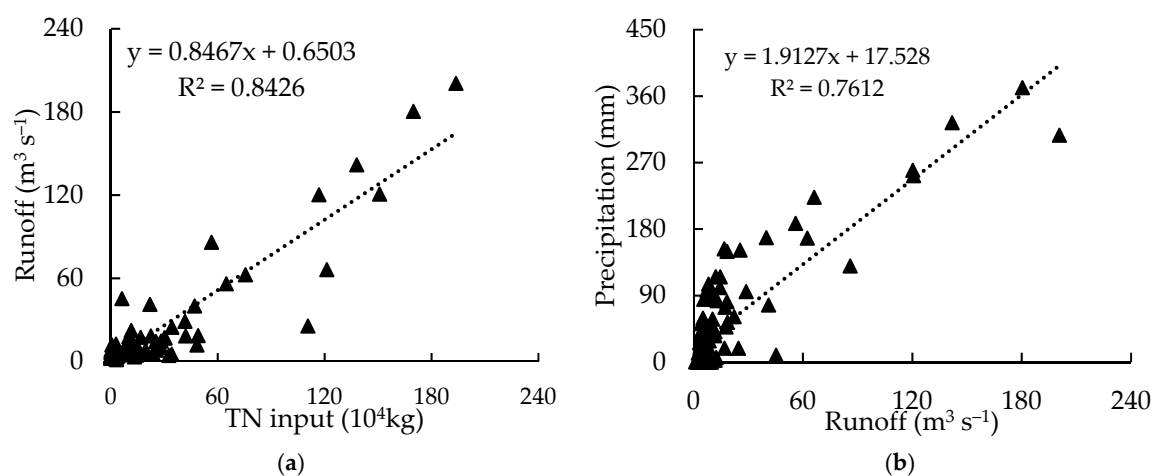 240
180
120
60
0
Runoff (m³ s⁻¹)
y = 0.8467x + 0.6503
R² = 0.8426
0 60 120 180 240
TN input (10⁴kg)
(a)
450
360
270
180
90
0
Precipitation (mm)
y = 1.9127x + 17.528
R² = 0.7612
0 60 120 180 240
Runoff (m³ s⁻¹)
(b)